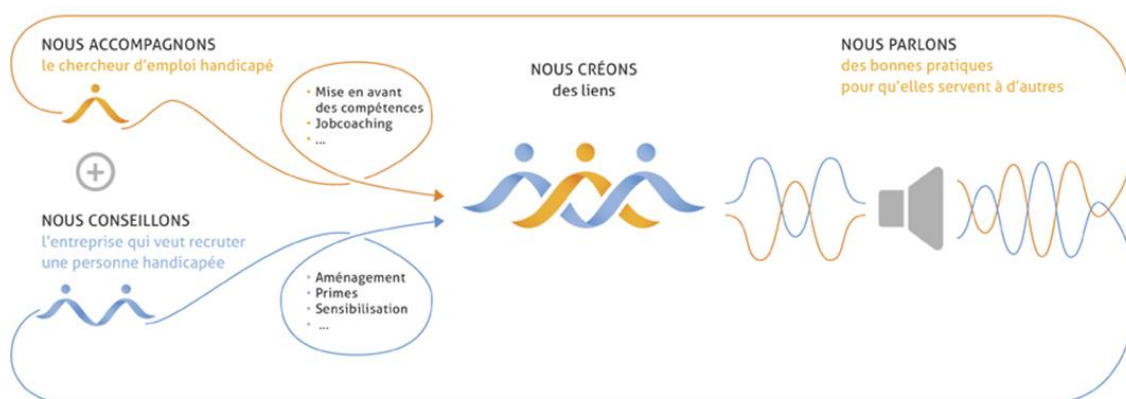 NOUS ACCOMPAGNONS
le chercheur d'emploi handicapé
• Mise en avant
des compétences
• Jobcoaching
• ...
NOUS CONSEILLONS
l'entreprise qui veut recruter
une personne handicapée
• Aménagement
• Primes
• Sensibilisation
• ...
NOUS CRÉONS
des liens
NOUS PARLONS
des bonnes pratiques
pour qu'elles servent à d'autres